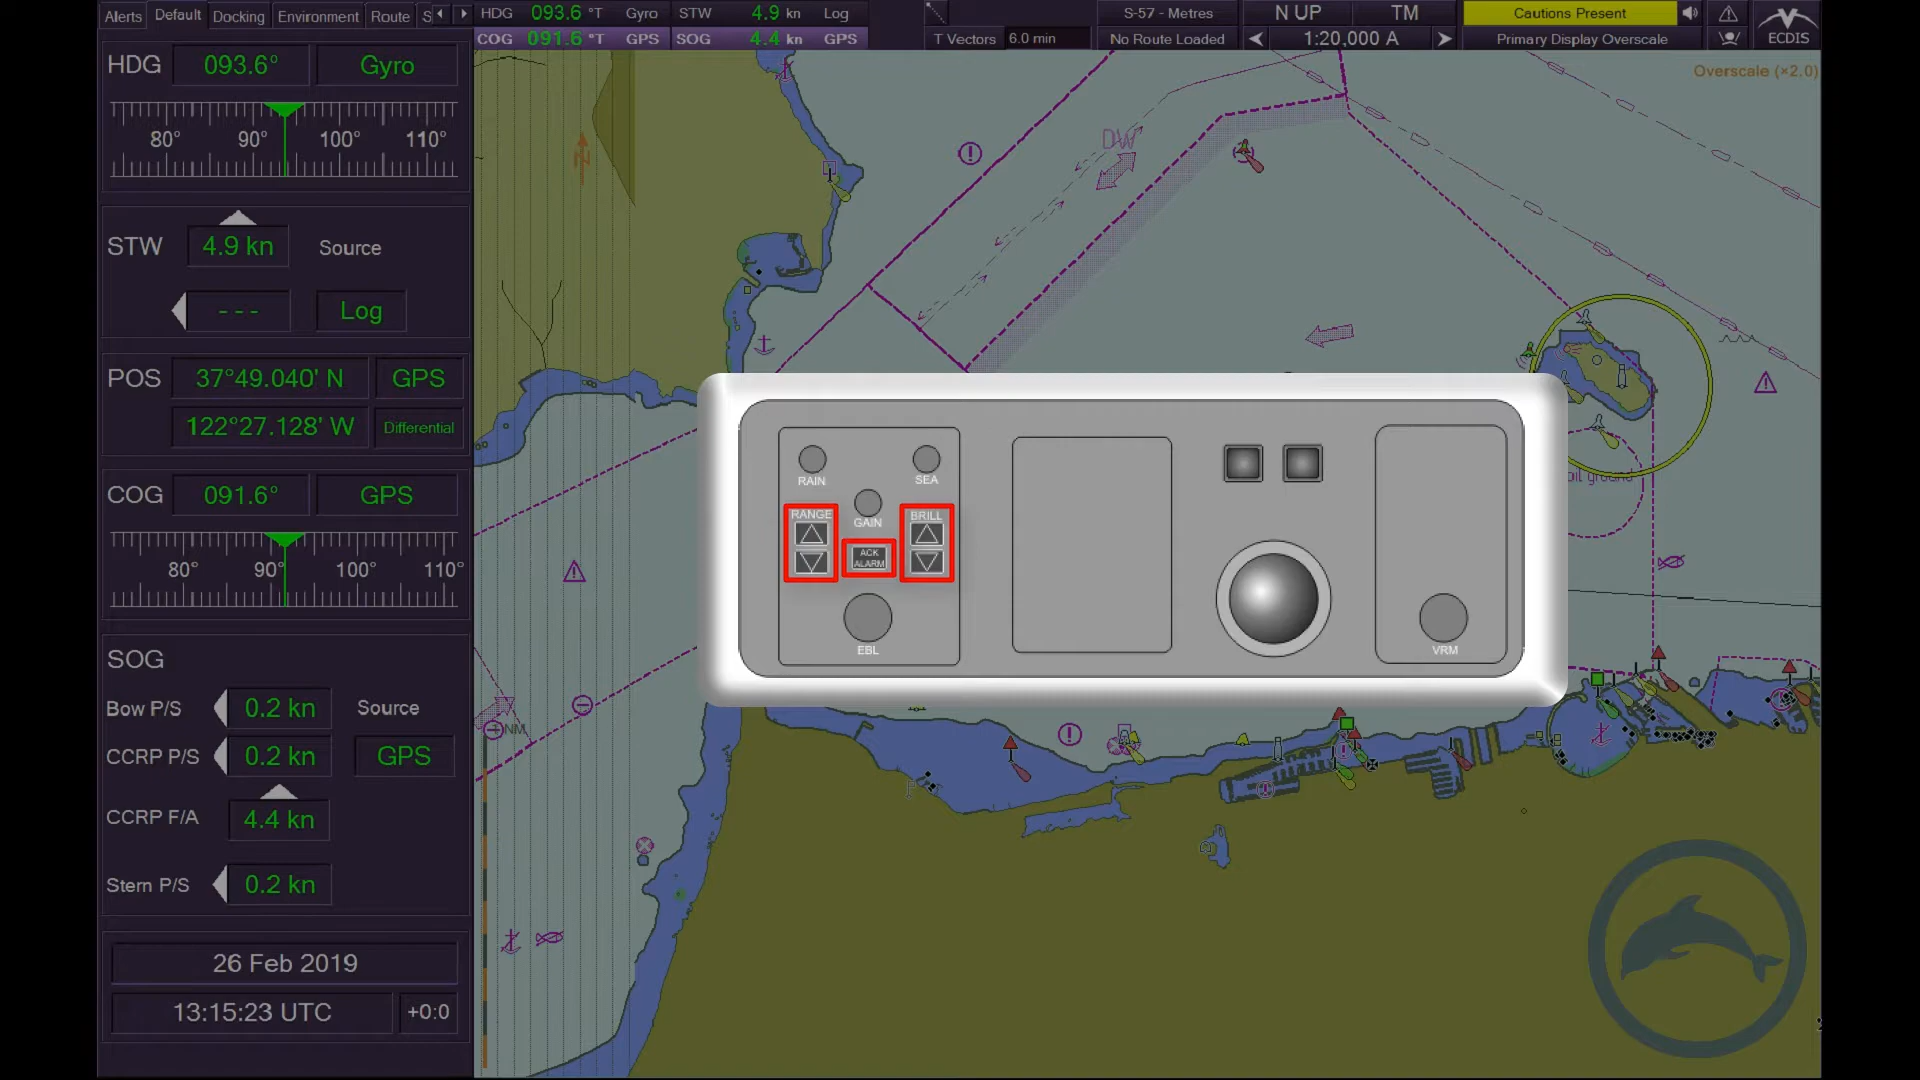 Alerts Default Docking Environment Route S
HDG 093.6 °T Gyro STW 4.9 kn Log
COG 091.6 °T GPS SOG 4.4 kn GPS
T Vectors 6.0 min
S-57 - Metres
No Route Loaded
N UP TM
1:20,000 A
Cautions Present
Primary Display Overscale
ECDIS
Overscale (×2.0)
HDG 093.6° Gyro
80° 90° 100° 110°
STW 4.9 kn Source
--- Log
POS 37°49.040' N GPS
122°27.128' W Differential
COG 091.6° GPS
80° 90° 100° 110°
SOG
Bow P/S 0.2 kn Source
CCRP P/S 0.2 kn GPS
CCRP F/A 4.4 kn
Stern P/S 0.2 kn
26 Feb 2019
13:15:23 UTC +0:0
N
DW
1NM
RAIN SEA
GAIN
RANGE BRILL
ACK
ALARM
EBL
VRM